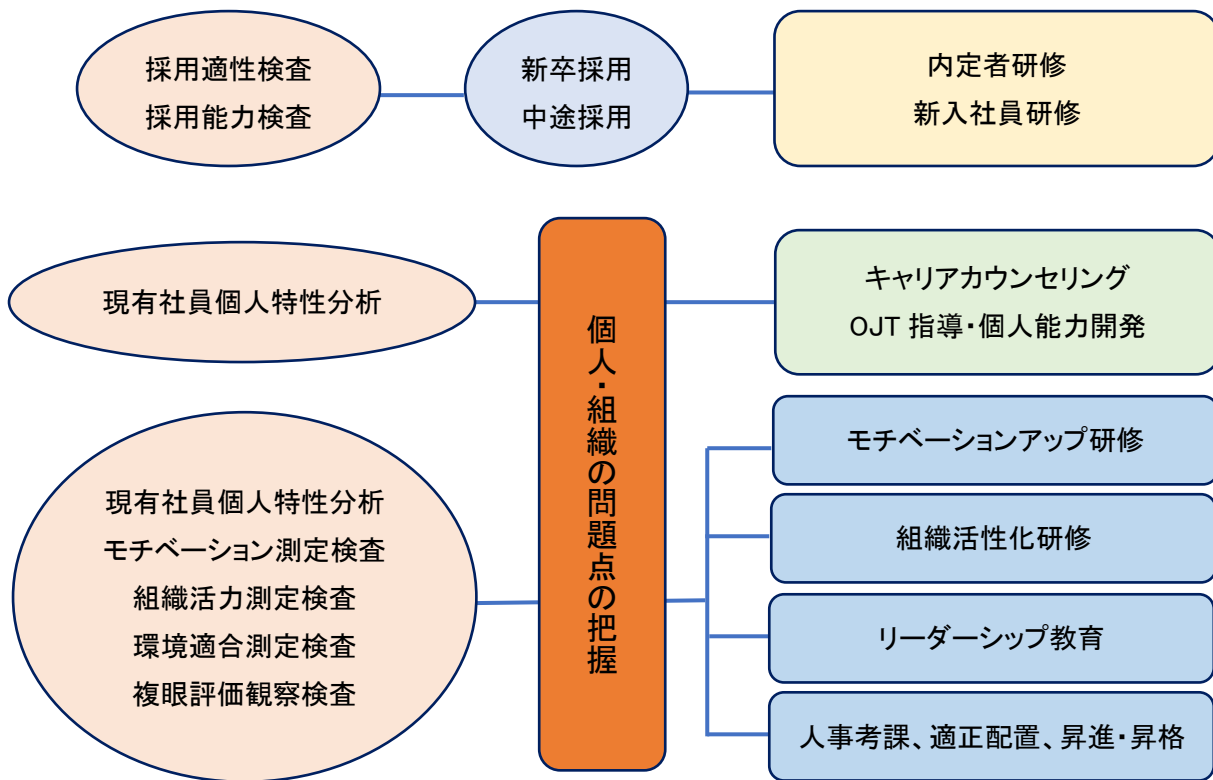 採用適性検査
採用能力検査
新卒採用
中途採用
内定者研修
新入社員研修
現有社員個人特性分析
個人・組織の問題点の把握
キャリアカウンセリング
OJT 指導・個人能力開発
現有社員個人特性分析
モチベーション測定検査
組織活力測定検査
環境適合測定検査
複眼評価観察検査
モチベーションアップ研修
組織活性化研修
リーダーシップ教育
人事考課、適正配置、昇進・昇格